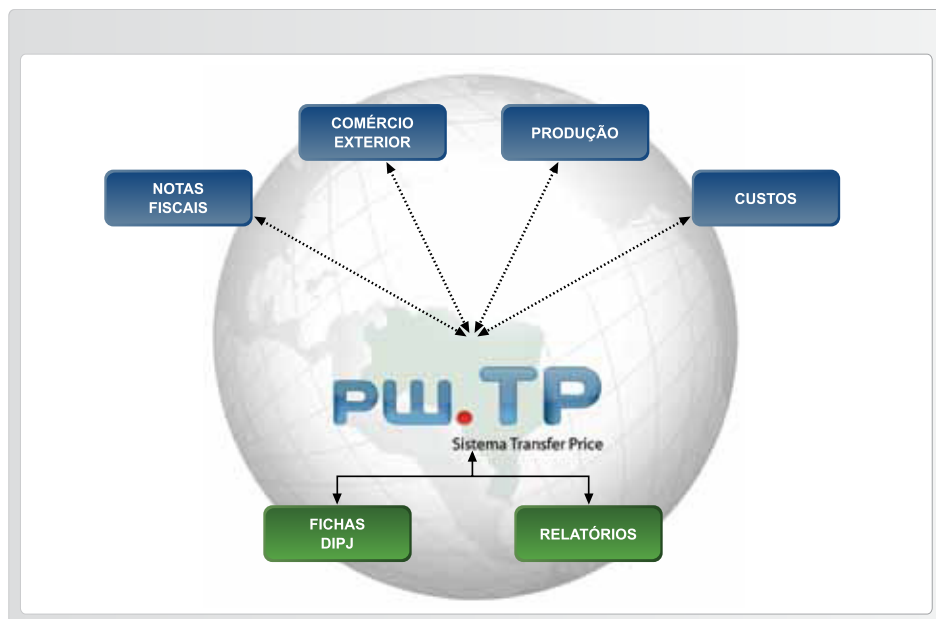 COMÉRCIO
EXTERIOR
PRODUÇÃO
NOTAS
FISCAIS
CUSTOS
PW.TP
Sistema Transfer Price
FICHAS
DIPJ
RELATÓRIOS